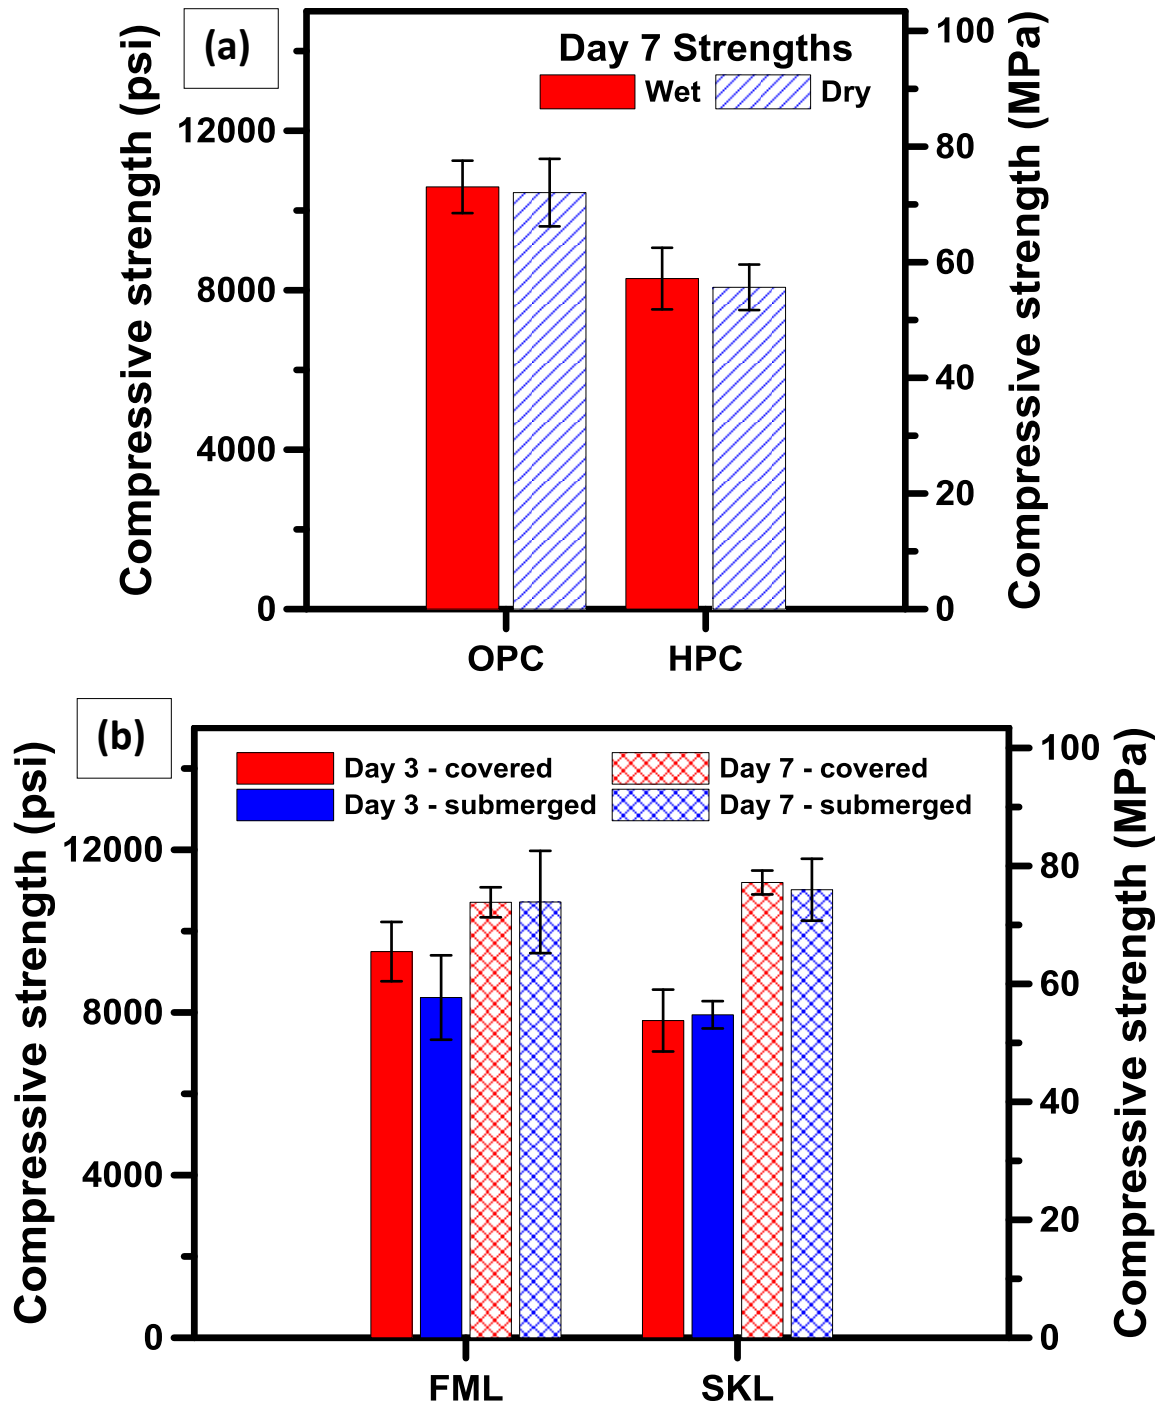 (a)
Compressive strength (psi)
Day 7 Strengths
Wet
Dry
12000
8000
4000
0
100
80
60
40
20
0
Compressive strength (MPa)
OPC
HPC
(b)
Compressive strength (psi)
Day 3 - covered
Day 7 - covered
Day 3 - submerged
Day 7 - submerged
12000
8000
4000
0
100
80
60
40
20
0
Compressive strength (MPa)
FML
SKL